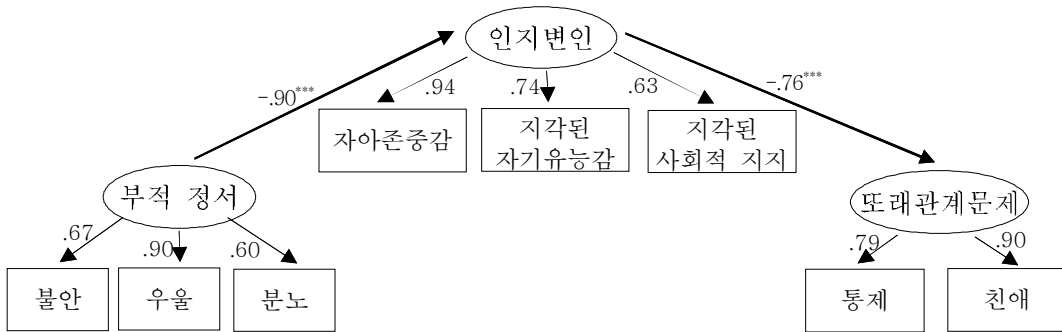 인지변인
-.90***
.94
.74
.63
-.76***
자아존중감
지각된
자기유능감
지각된
사회적 지지
부적 정서
또래관계문제
.67
.90
.60
.79
.90
불안
우울
분노
통제
친애